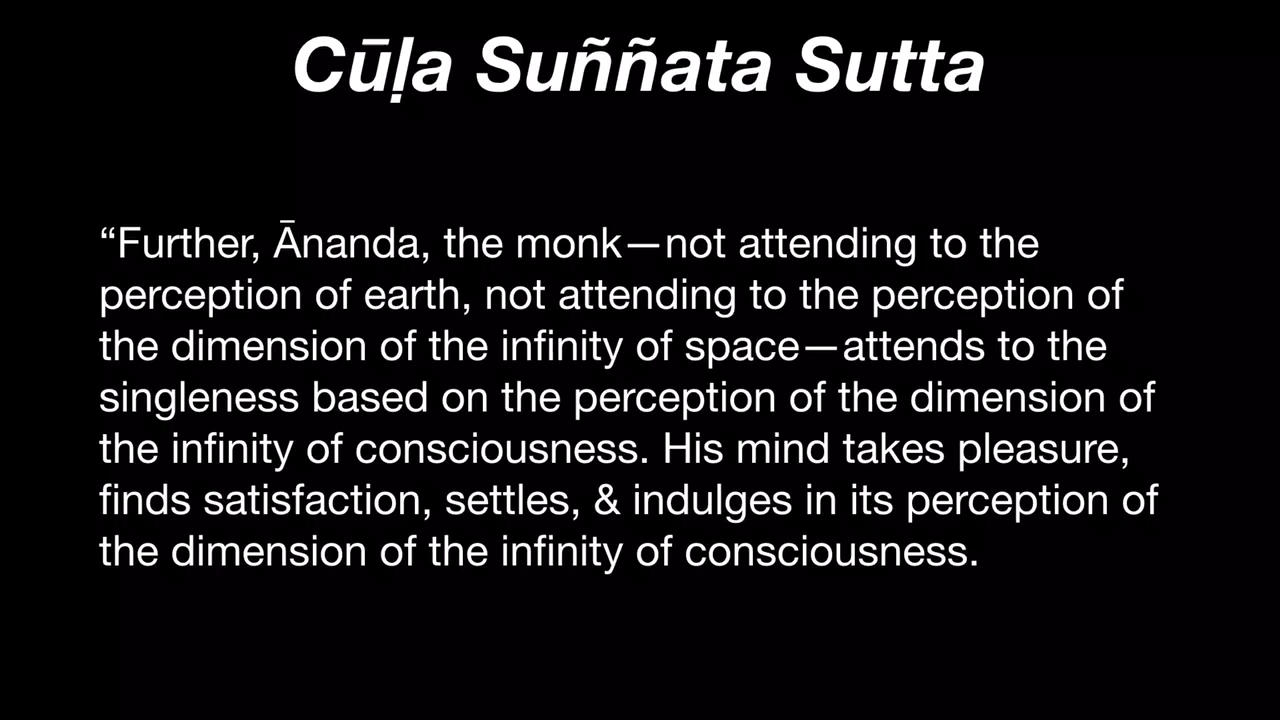 Cūḷa Suññata Sutta
“Further, Ānanda, the monk—not attending to the
perception of earth, not attending to the perception of
the dimension of the infinity of space—attends to the
singleness based on the perception of the dimension of
the infinity of consciousness. His mind takes pleasure,
finds satisfaction, settles, & indulges in its perception of
the dimension of the infinity of consciousness.